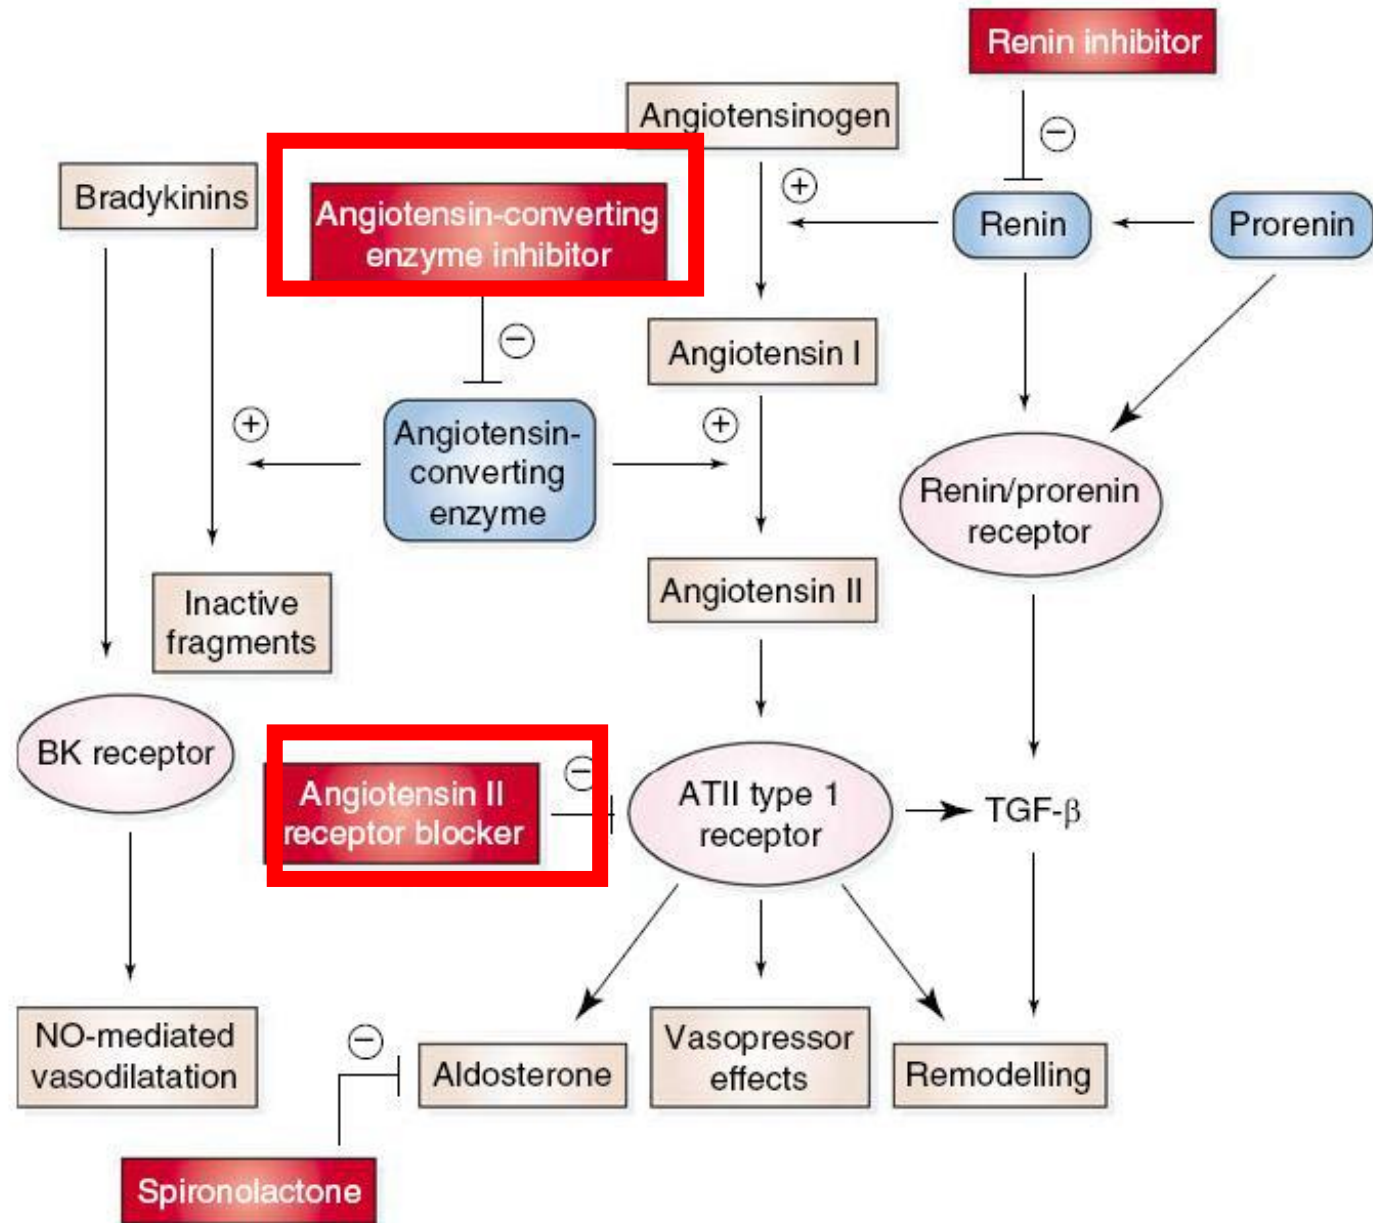 Renin inhibitor
Angiotensinogen
−
Bradykinins
Angiotensin-converting
enzyme inhibitor
+
Renin
Prorenin
−
Angiotensin I
+
Angiotensin-
converting
enzyme
+
Renin/prorenin
receptor
Inactive
fragments
Angiotensin II
BK receptor
Angiotensin II
receptor blocker
−
ATII type 1
receptor
TGF-β
NO-mediated
vasodilatation
−
Aldosterone
Vasopressor
effects
Remodelling
Spironolactone